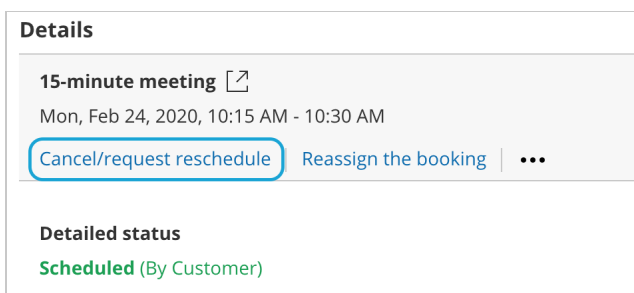 Details
15-minute meeting
Mon, Feb 24, 2020, 10:15 AM - 10:30 AM
Cancel/request reschedule | Reassign the booking | •••
Detailed status
Scheduled (By Customer)